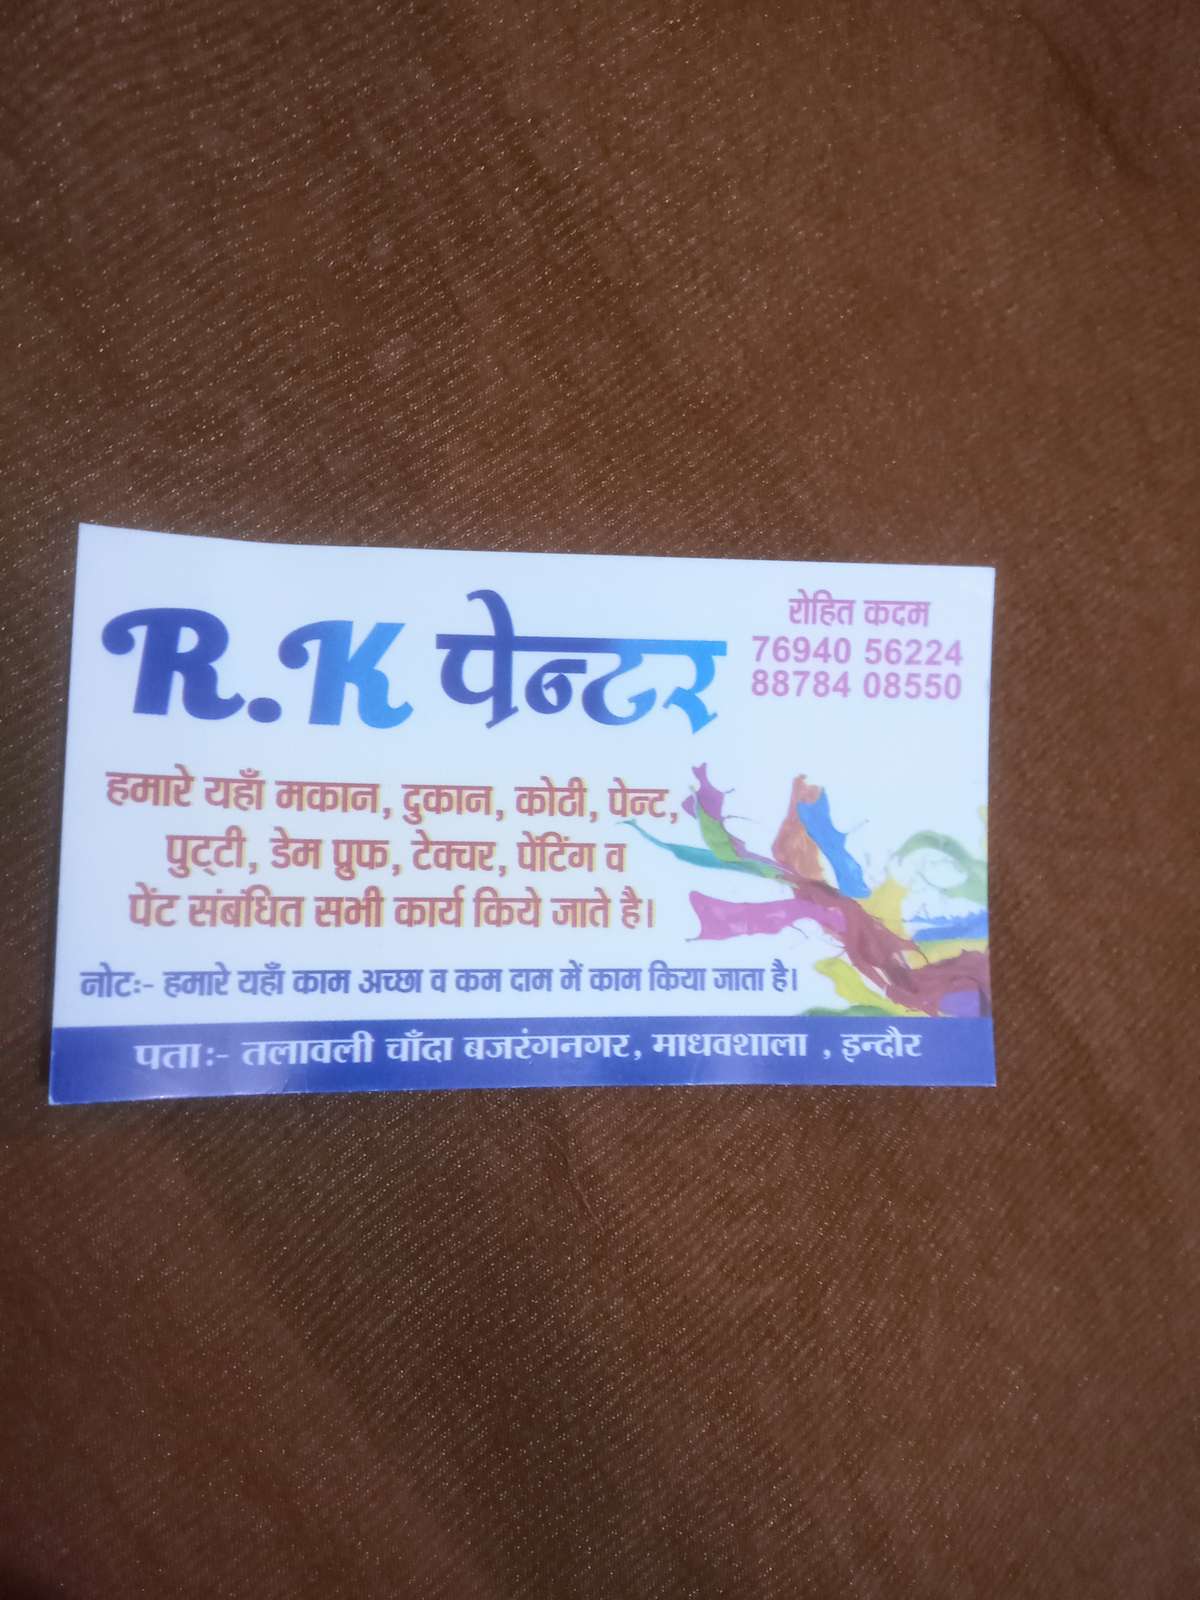 R.K पेन्टर
रोहित कदम
76940 56224
88784 08550
हमारे यहाँ मकान, दुकान, कोठी, पेन्ट,
पुट्टी, डेम प्रुफ, टेक्चर, पेंटिंग व
पेंट संबंधित सभी कार्य किये जाते है।
नोटः- हमारे यहाँ काम अच्छा व कम दाम में काम किया जाता है।
पताः- तलावली चाँदा बजरंगनगर, माधवशाला , इन्दौर